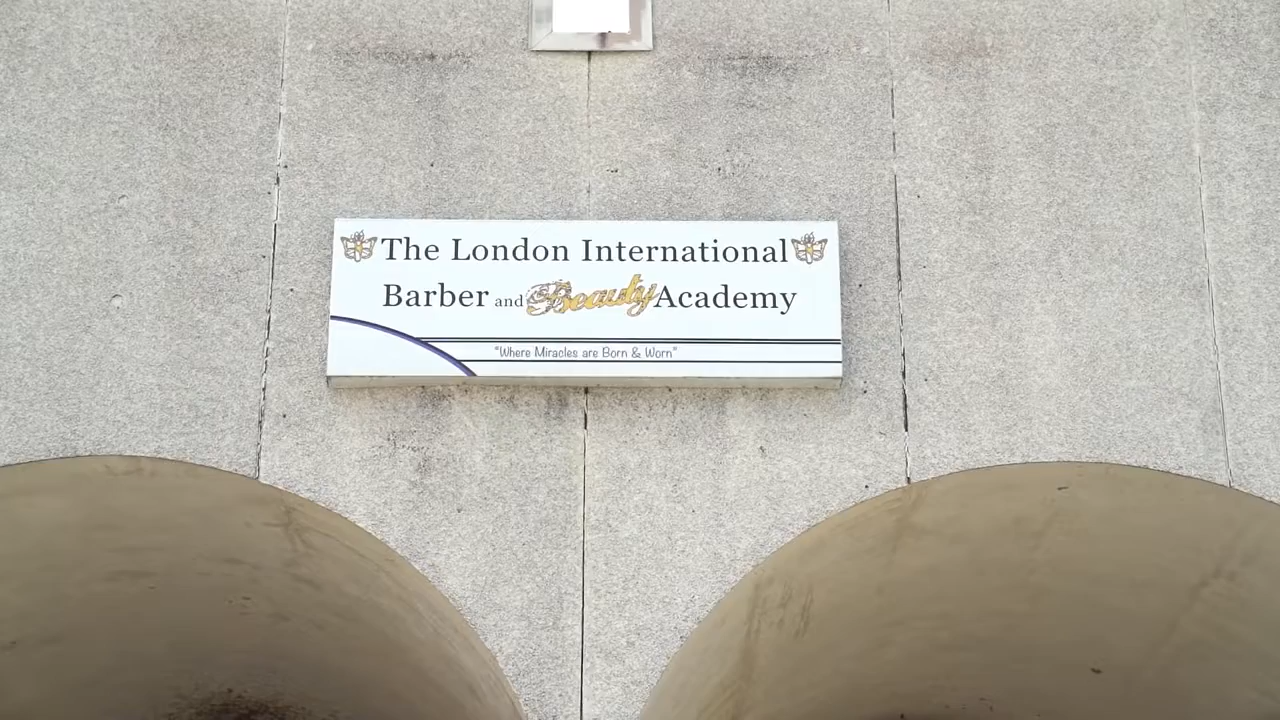 The London International
Barber and Beauty Academy
"Where Miracles are Born & Worn"